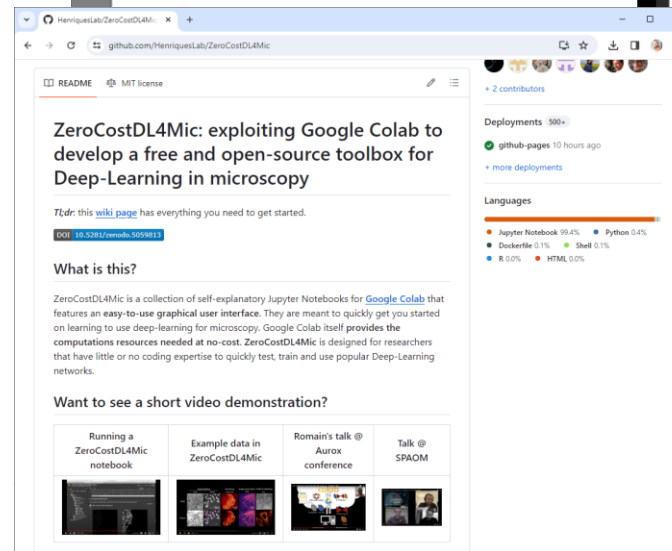 HenriquesLab/ZeroCostDL4Mic:
github.com/HenriquesLab/ZeroCostDL4Mic
README
MIT license
ZeroCostDL4Mic: exploiting Google Colab to
develop a free and open-source toolbox for
Deep-Learning in microscopy
Tl;dr: this wiki page has everything you need to get started.
DOI 10.5281/zenodo.5059813
What is this?
ZeroCostDL4Mic is a collection of self-explanatory Jupyter Notebooks for Google Colab that
features an easy-to-use graphical user interface. They are meant to quickly get you started
on learning to use deep-learning for microscopy. Google Colab itself provides the
computations resources needed at no-cost. ZeroCostDL4Mic is designed for researchers
that have little or no coding expertise to quickly test, train and use popular Deep-Learning
networks.
Want to see a short video demonstration?
Running a
ZeroCostDL4Mic
notebook
Example data in
ZeroCostDL4Mic
Romain's talk @
Aurox
conference
Talk @
SPAOM
+ 2 contributors
Deployments 500+
github-pages 10 hours ago
+ more deployments
Languages
Jupyter Notebook 99.4% Python 0.4%
Dockerfile 0.1% Shell 0.1%
R 0.0% HTML 0.0%